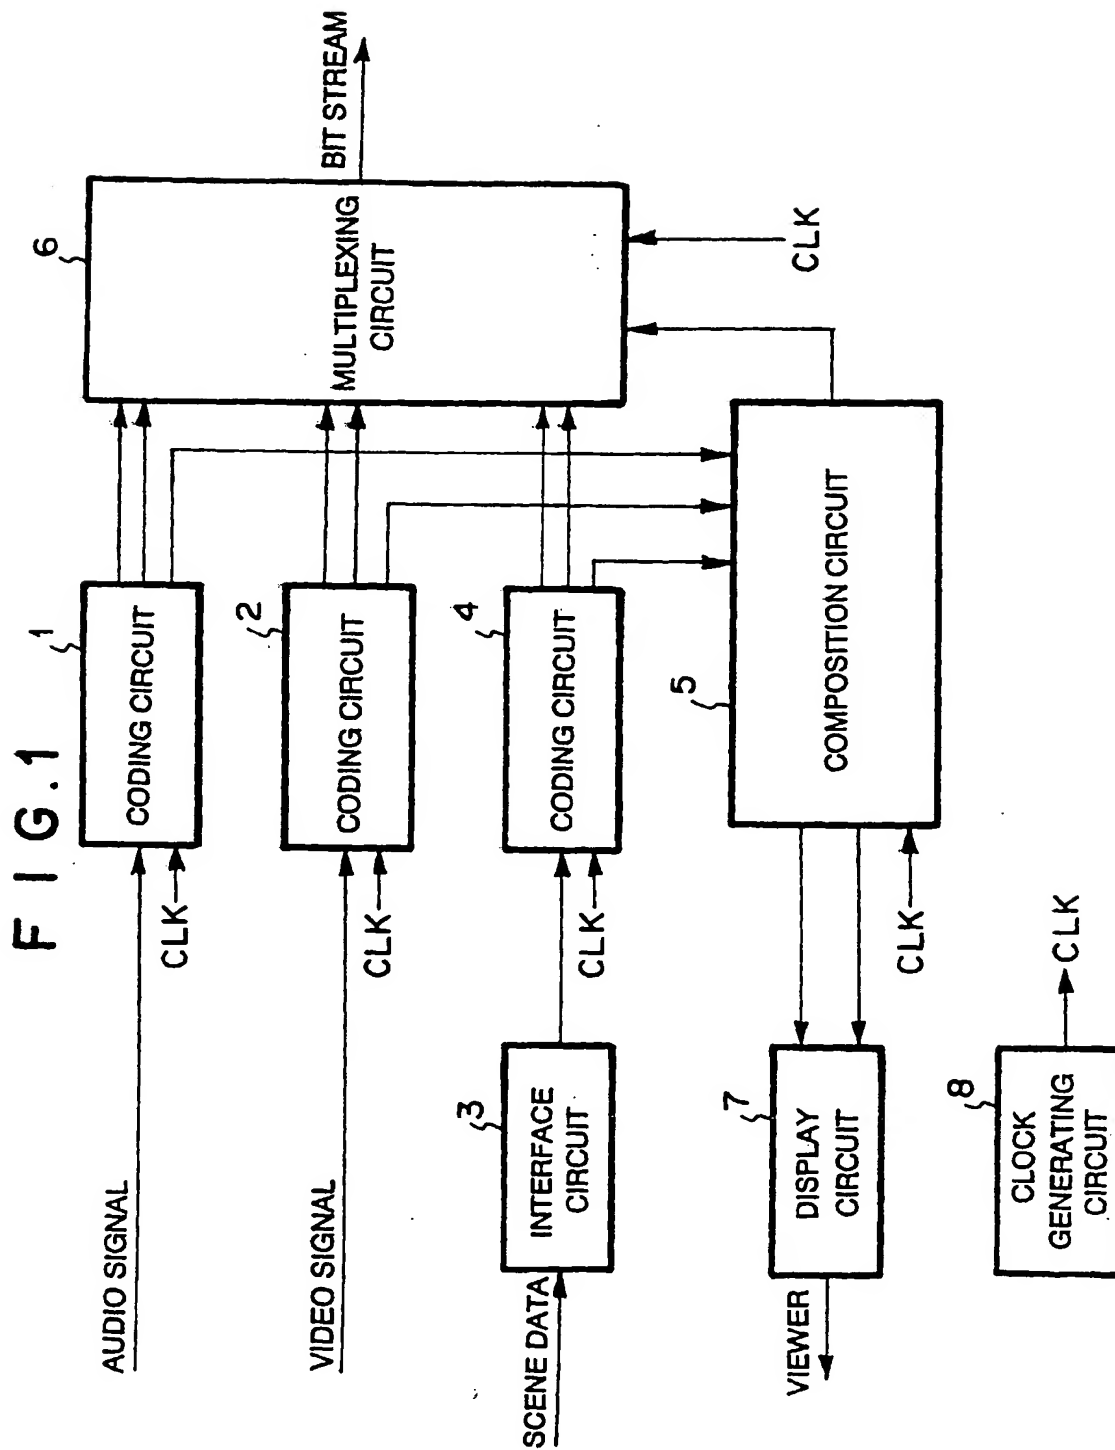 FIG.1
AUDIO SIGNAL
CLK
1
CODING CIRCUIT
6
MULTIPLEXING
CIRCUIT
BIT STREAM
CLK
VIDEO SIGNAL
CLK
2
CODING CIRCUIT
SCENE DATA
3
INTERFACE
CIRCUIT
CLK
4
CODING CIRCUIT
5
COMPOSITION CIRCUIT
CLK
VIEWER
7
DISPLAY
CIRCUIT
8
CLOCK
GENERATING
CIRCUIT
CLK